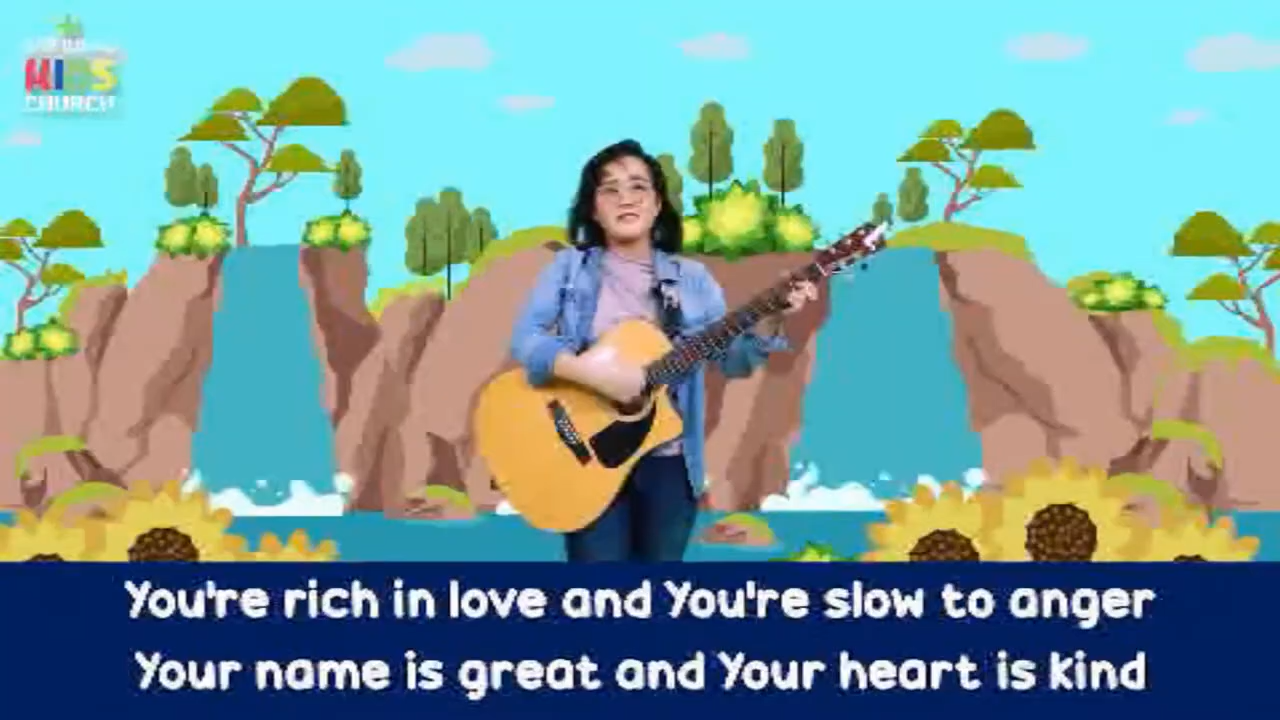 KIDS
CHURCH
You're rich in love and You're slow to anger
Your name is great and Your heart is kind